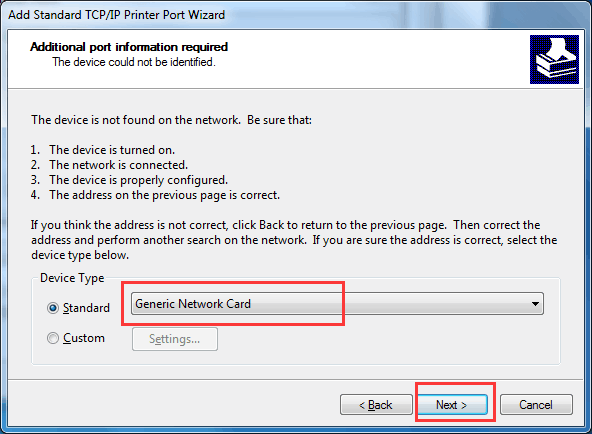 Add Standard TCP/IP Printer Port Wizard
Additional port information required
The device could not be identified.
The device is not found on the network.  Be sure that:
1.  The device is turned on.
2.  The network is connected.
3.  The device is properly configured.
4.  The address on the previous page is correct.
If you think the address is not correct, click Back to return to the previous page.  Then correct the
address and perform another search on the network.  If you are sure the address is correct, select the
device type below.
Device Type
Standard Generic Network Card
Custom Settings...
< Back Next > Cancel